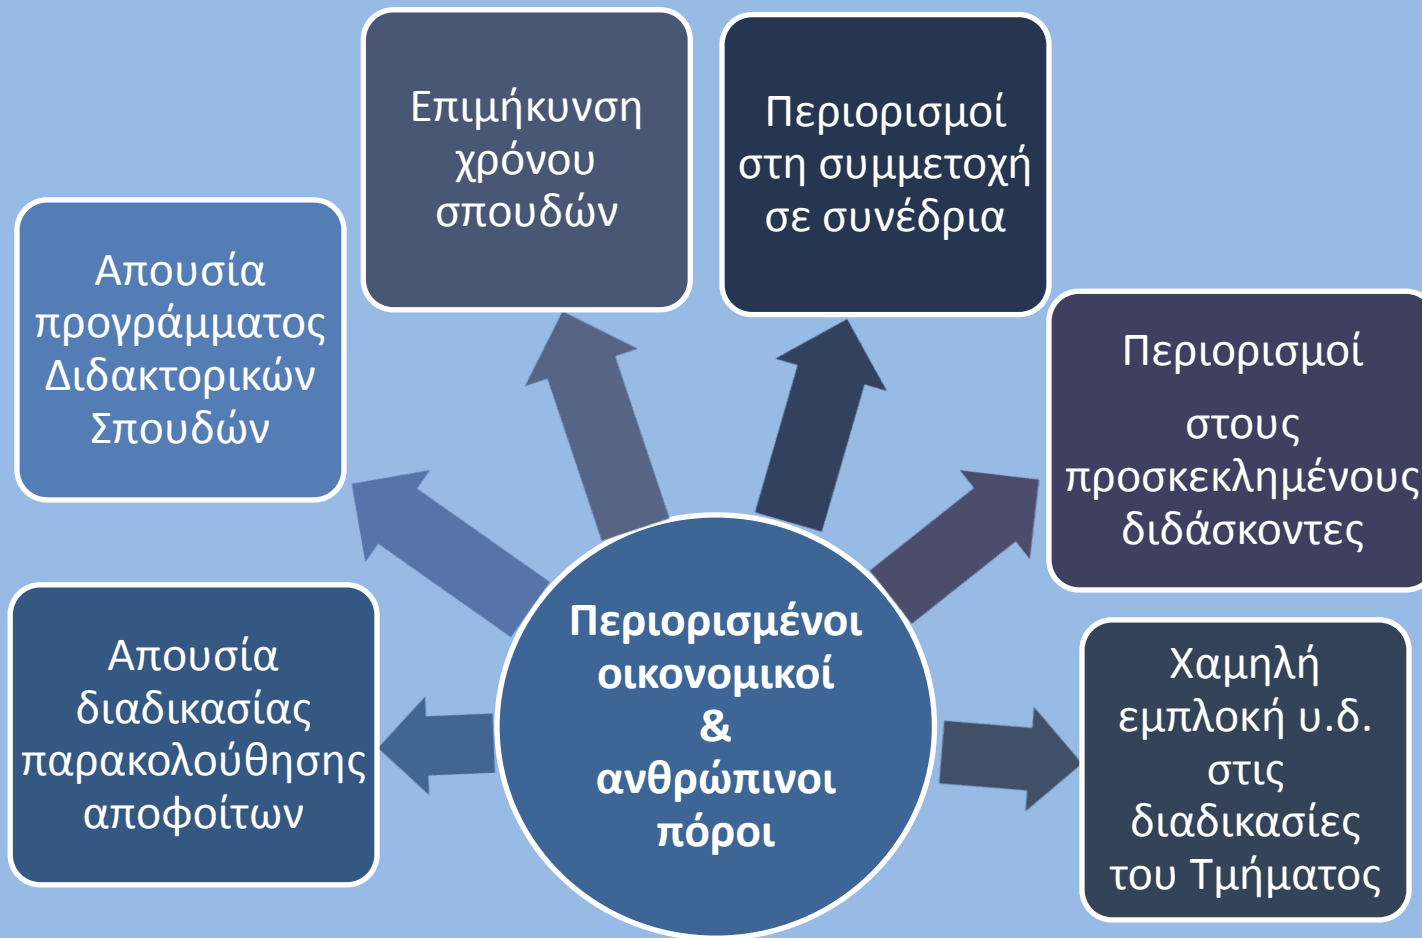 Επιμήκυνση
χρόνου
σπουδών
Περιορισμοί
στη συμμετοχή
σε συνέδρια
Απουσία
προγράμματος
Διδακτορικών
Σπουδών
Περιορισμοί
στους
προσκεκλημένους
διδάσκοντες
Απουσία
διαδικασίας
παρακολούθησης
αποφοίτων
Περιορισμένοι
οικονομικοί
&
ανθρώπινοι
πόροι
Χαμηλή
εμπλοκή υ.δ.
στις
διαδικασίες
του Τμήματος